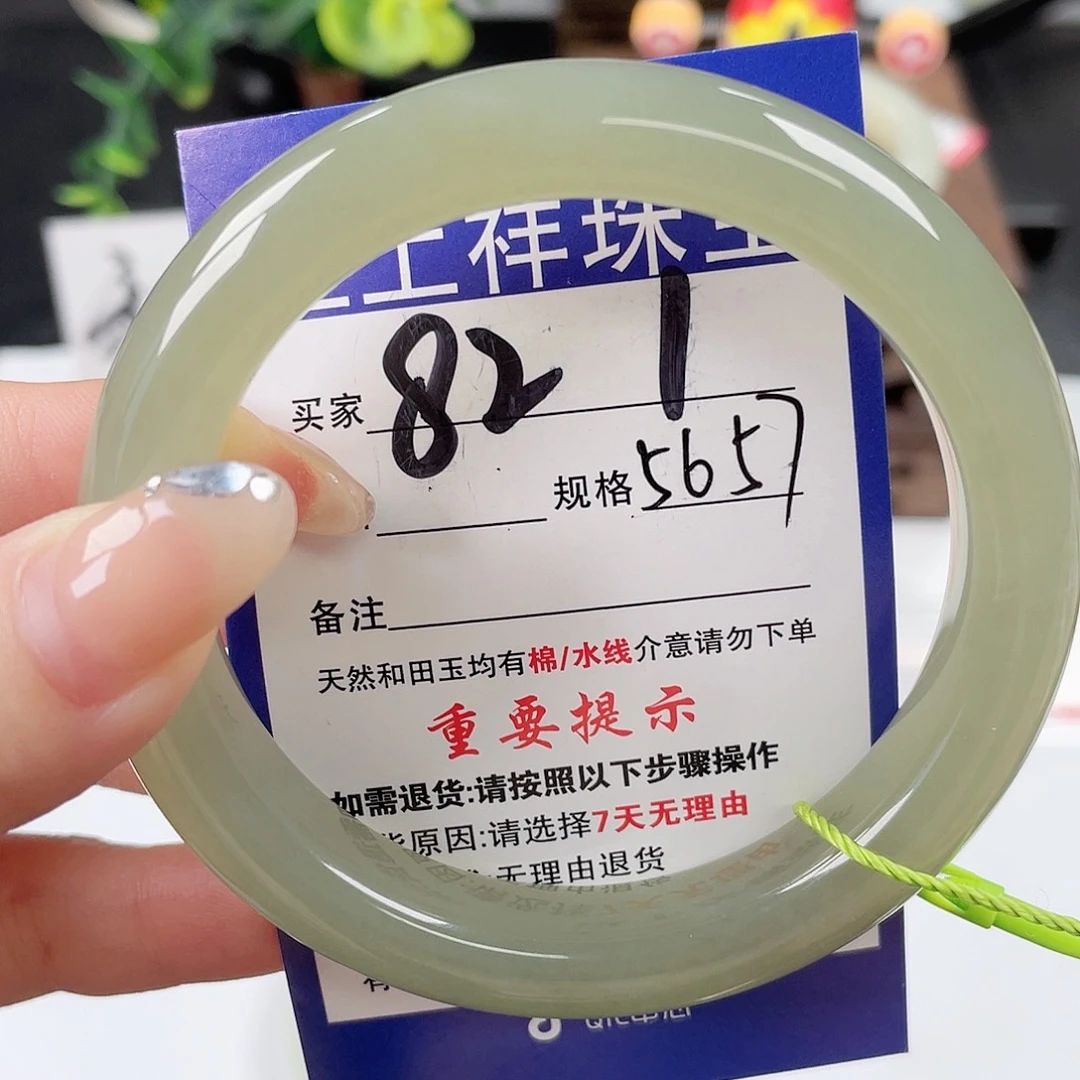 祥珠
买家 82 1
规格 5657
备注
天然和田玉均有棉/水线介意请勿下单
重要提示
如需退货:请按照以下步骤操作
原因:请选择7天无理由
:无理由退货